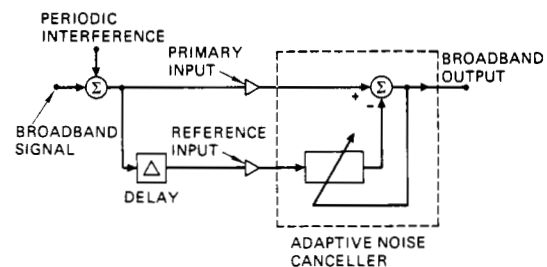 PERIODIC
INTERFERENCE
PRIMARY
INPUT
BROADBAND
OUTPUT
Σ
Σ
+
-
BROADBAND
SIGNAL
REFERENCE
INPUT
Δ
DELAY
ADAPTIVE NOISE
CANCELLER